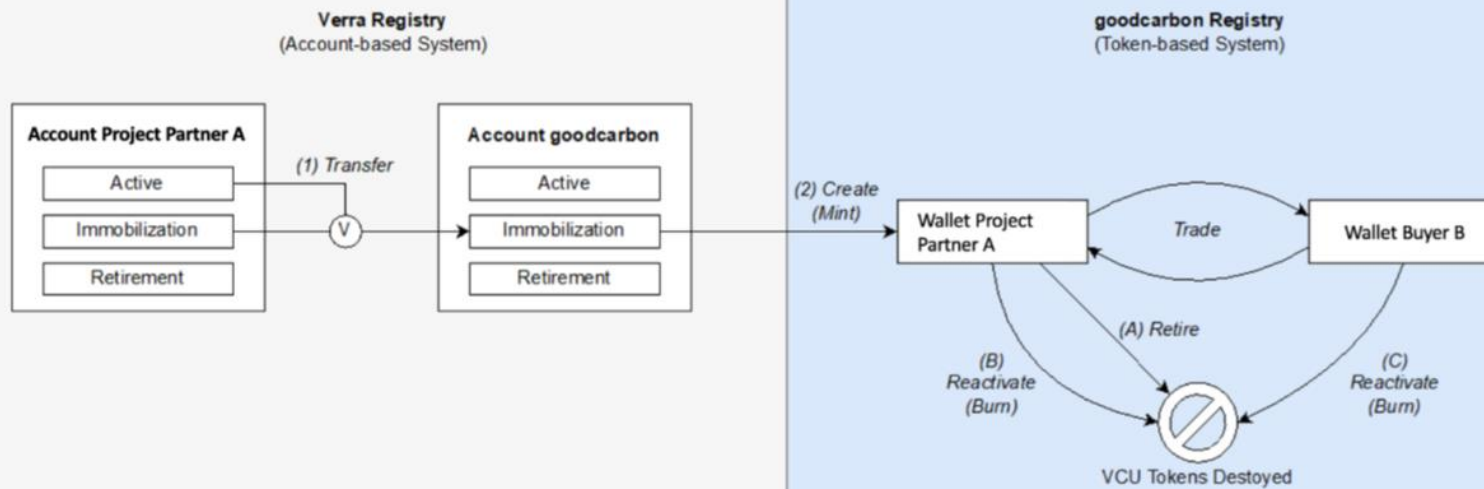 Verra Registry
(Account-based System)
Account Project Partner A
Active
Immobilization
Retirement
(1) Transfer
V
Account goodcarbon
Active
Immobilization
Retirement
goodcarbon Registry
(Token-based System)
(2) Create
(Mint)
Wallet Project
Partner A
Trade
Wallet Buyer B
(A) Retire
(B)
Reactivate
(Burn)
(C)
Reactivate
(Burn)
VCU Tokens Destoyed